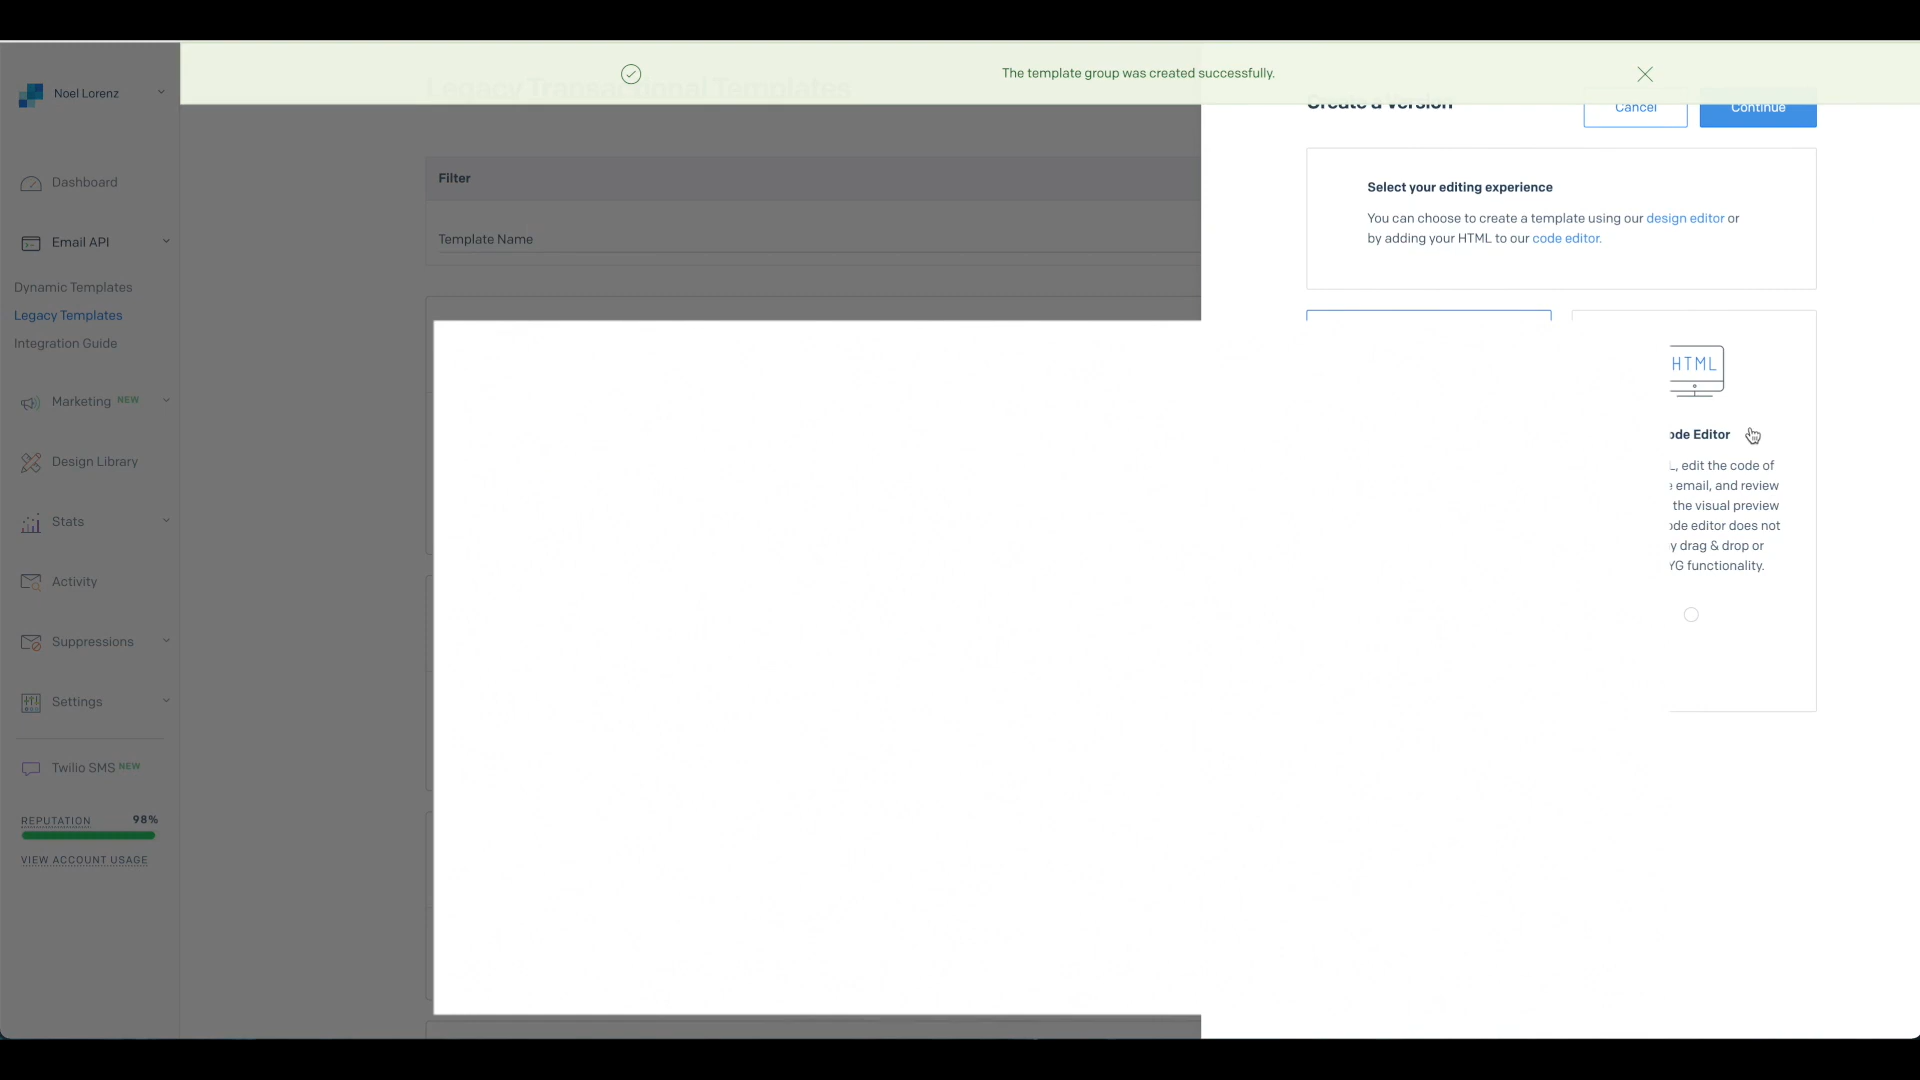 Noel Lorenz
Dashboard
Email API
Dynamic Templates
Legacy Templates
Integration Guide
Marketing NEW
Design Library
Stats
Activity
Suppressions
Settings
Twilio SMS NEW
REPUTATION 98%
VIEW ACCOUNT USAGE
The template group was created successfully.
Legacy Transactional Templates
Filter
Template Name
Create a Version
Cancel
Continue
Select your editing experience
You can choose to create a template using our design editor or
by adding your HTML to our code editor.
HTML
ode Editor
, edit the code of
email, and review
the visual preview
ode editor does not
y drag & drop or
YG functionality.